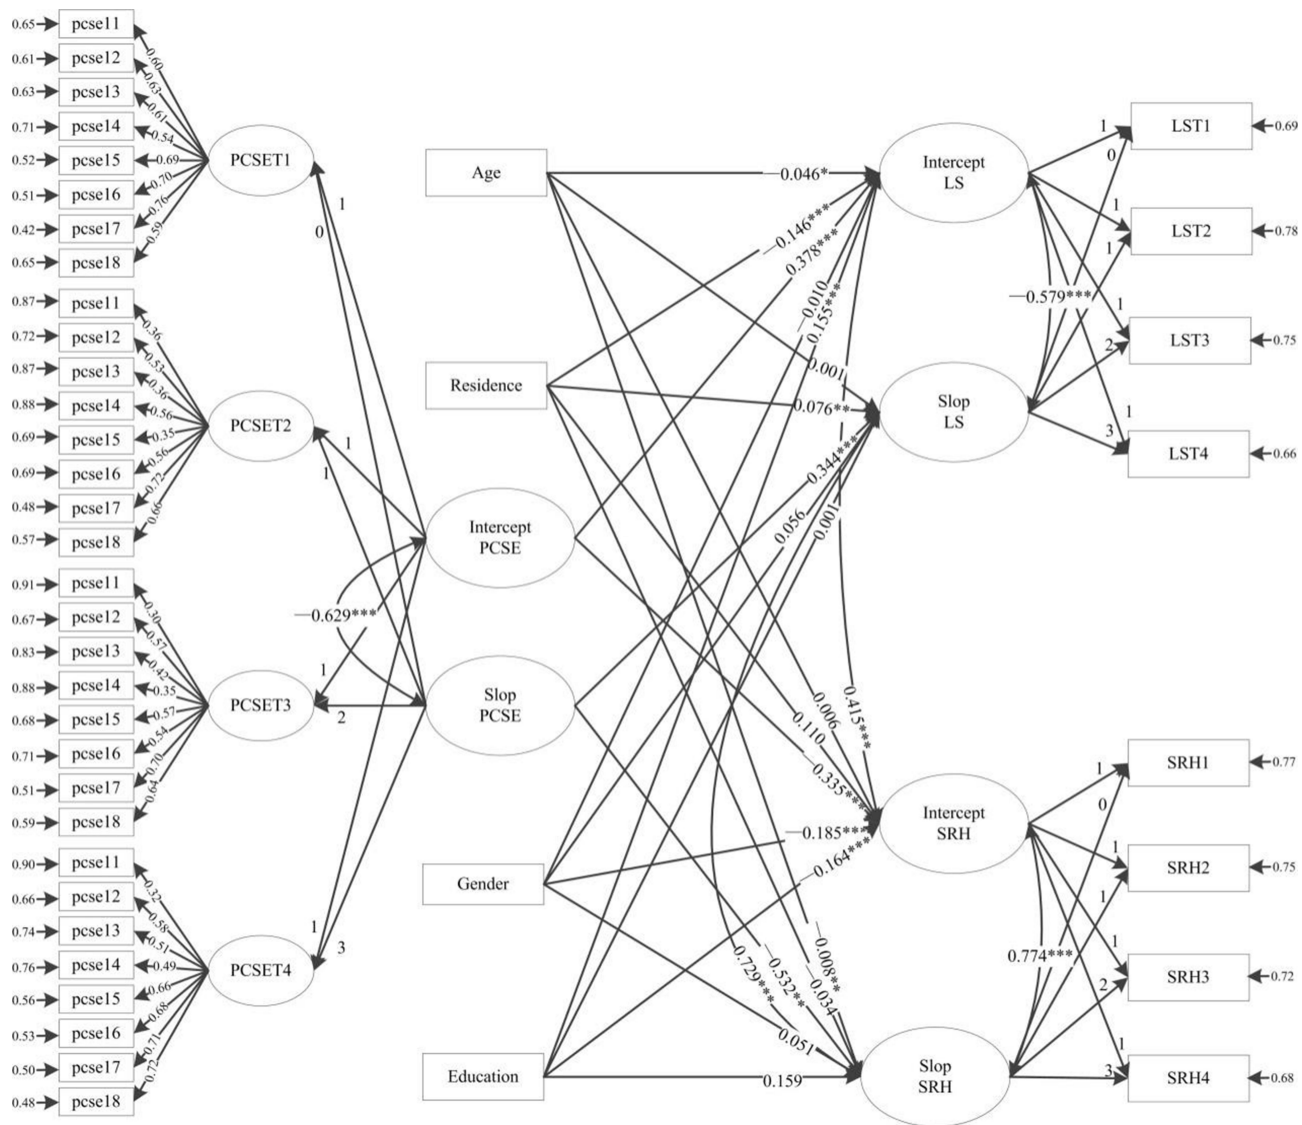 0.65
pcse11
0.60
0.61
pcse12
0.63
0.63
pcse13
0.61
0.71
pcse14
0.54
0.52
pcse15
0.69
0.51
pcse16
0.70
0.42
pcse17
0.76
0.65
pcse18
0.59
PCSET1
1
0
0.87
pcse11
0.36
0.72
pcse12
0.53
0.87
pcse13
0.36
0.88
pcse14
0.56
0.69
pcse15
0.35
0.69
pcse16
0.56
0.48
pcse17
0.72
0.57
pcse18
0.66
PCSET2
1
1
0.91
pcse11
0.30
0.67
pcse12
0.57
0.83
pcse13
0.42
0.88
pcse14
0.35
0.68
pcse15
0.57
0.71
pcse16
0.54
0.51
pcse17
0.70
0.59
pcse18
0.64
PCSET3
1
2
0.90
pcse11
0.32
0.66
pcse12
0.58
0.74
pcse13
0.51
0.76
pcse14
0.49
0.56
pcse15
0.66
0.53
pcse16
0.68
0.50
pcse17
0.71
0.48
pcse18
0.72
PCSET4
1
3
Intercept
PCSE
—0.629***
Slop
PCSE
Age
Residence
Gender
Education
—0.046*
—0.146***
0.378***
—0.010
0.155***
0.001
0.076**
0.344***
0.056
0.001
0.415***
0.006
0.110
—0.335***
—0.185***
—0.164***
—0.008**
—0.034
—0.532**
0.729***
0.051
0.159
Intercept
LS
Slop
LS
—0.579***
1
0
LST1
0.69
1
1
LST2
0.78
1
2
LST3
0.75
1
3
LST4
0.66
Intercept
SRH
Slop
SRH
0.774***
1
0
SRH1
0.77
1
1
SRH2
0.75
1
2
SRH3
0.72
1
3
SRH4
0.68